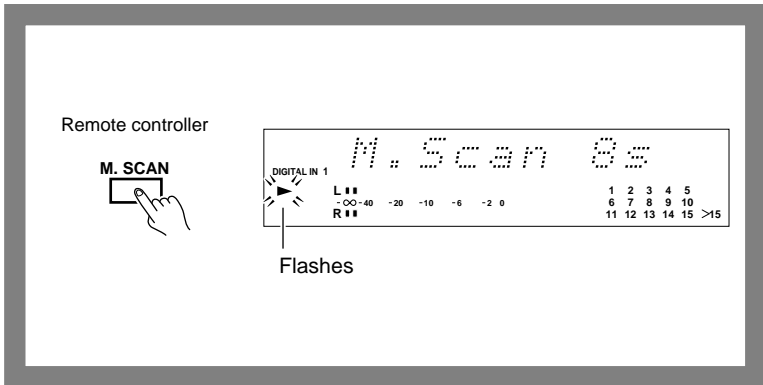 Remote controller
M. SCAN
M.Scan 8s
DIGITAL IN 1
L
1 2 3 4 5
-∞-40 -20 -10 -6 -2 0
6 7 8 9 10
R
11 12 13 14 15 >15
Flashes